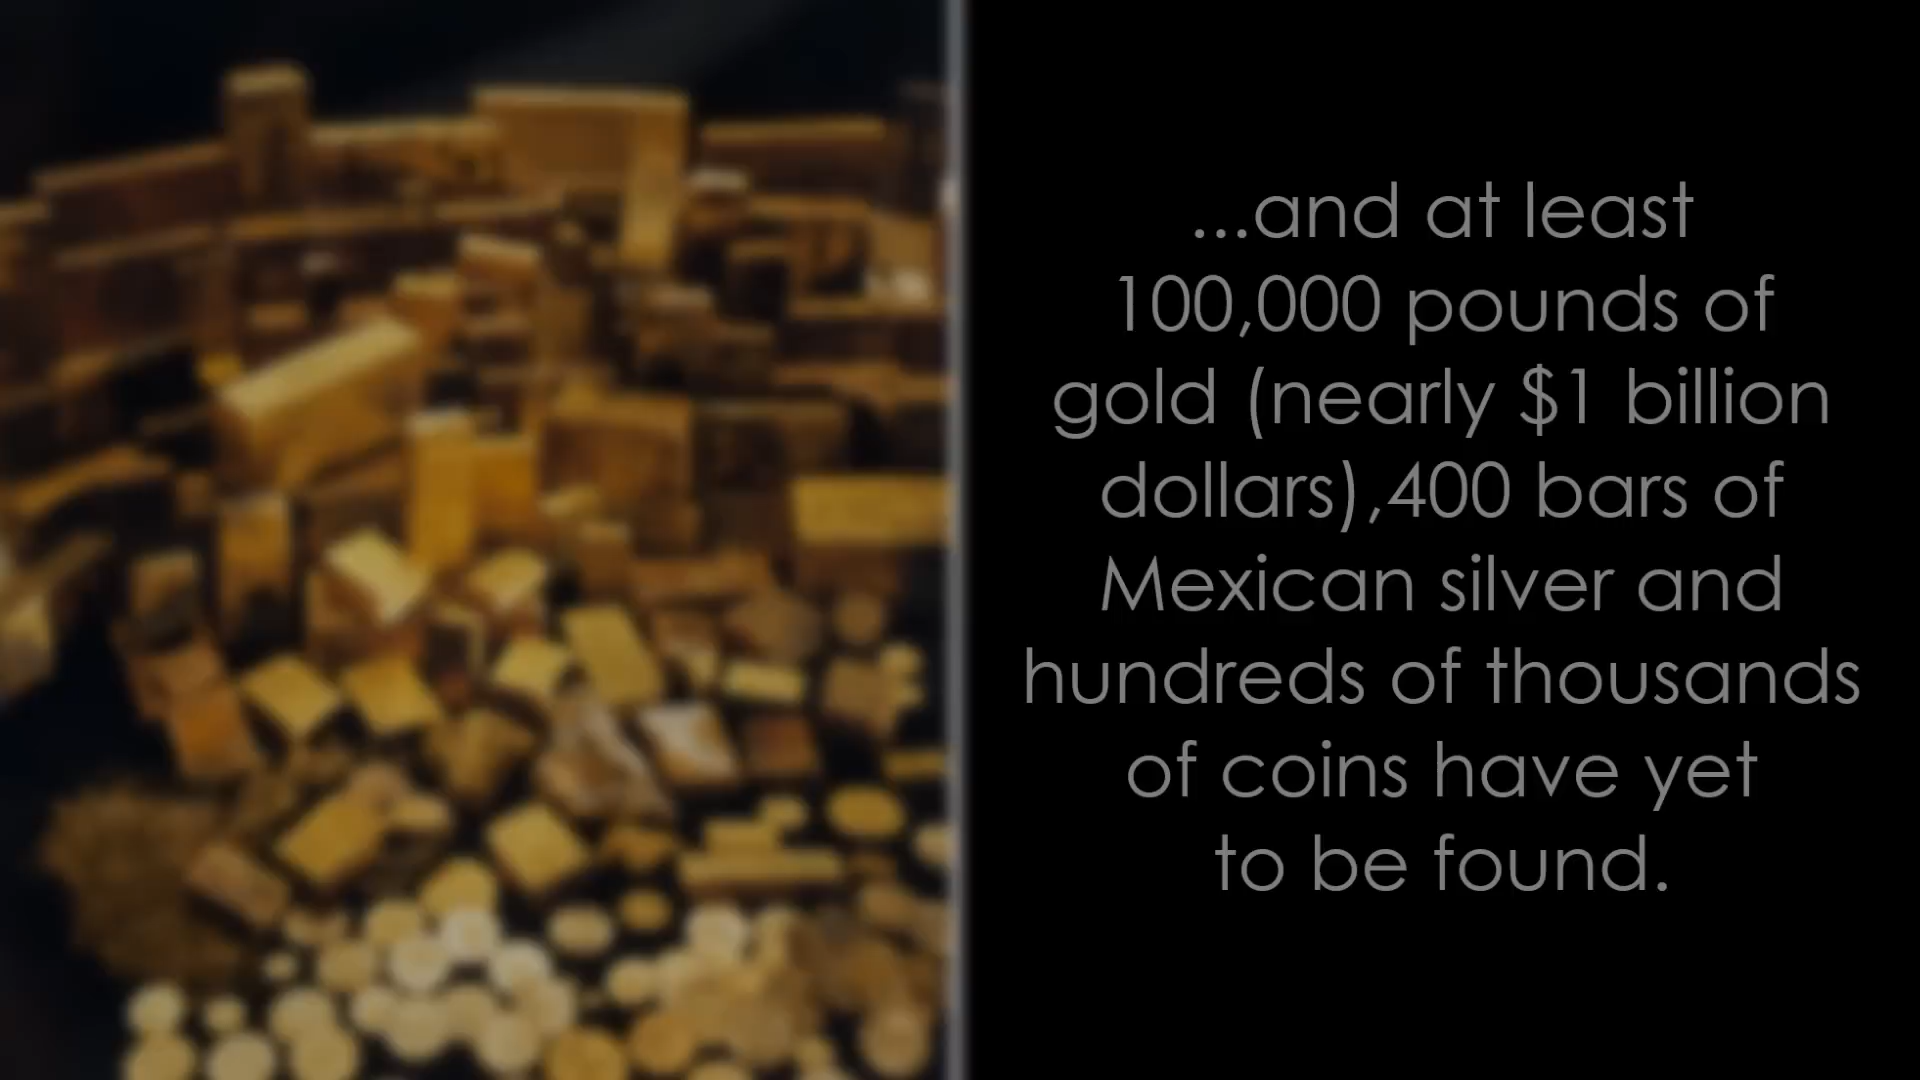 ...and at least
100,000 pounds of
gold (nearly $1 billion
dollars),400 bars of
Mexican silver and
hundreds of thousands
of coins have yet
to be found.